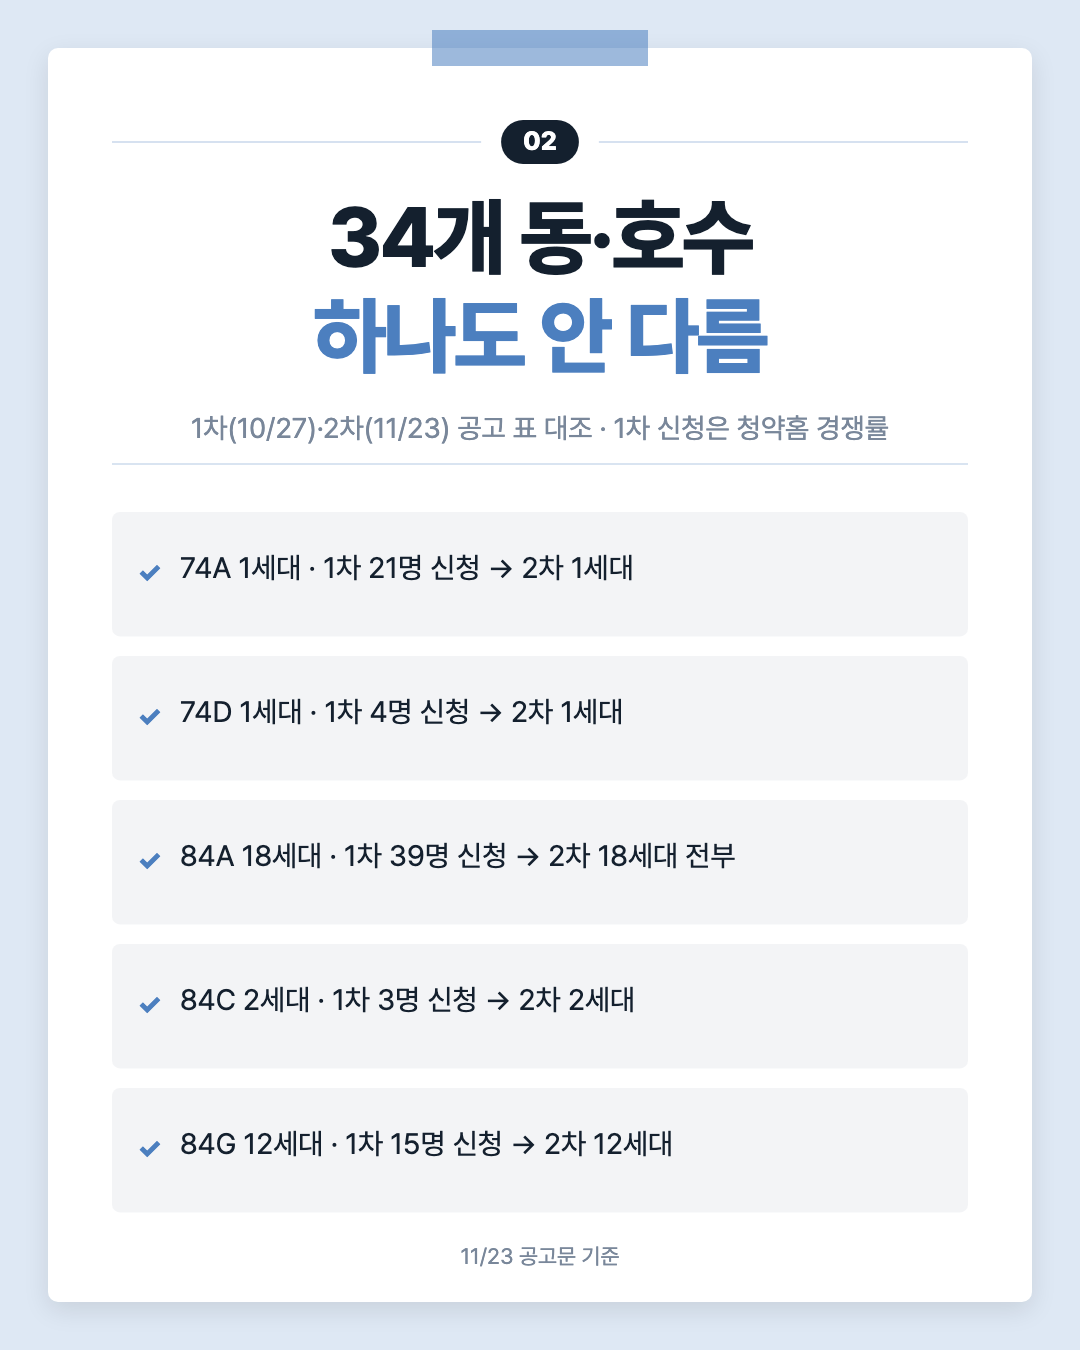 02
34개 동·호수
하나도 안 다름
1차(10/27)·2차(11/23) 공고 표 대조 · 1차 신청은 청약홈 경쟁률
74A 1세대 · 1차 21명 신청 → 2차 1세대
74D 1세대 · 1차 4명 신청 → 2차 1세대
84A 18세대 · 1차 39명 신청 → 2차 18세대 전부
84C 2세대 · 1차 3명 신청 → 2차 2세대
84G 12세대 · 1차 15명 신청 → 2차 12세대
11/23 공고문 기준